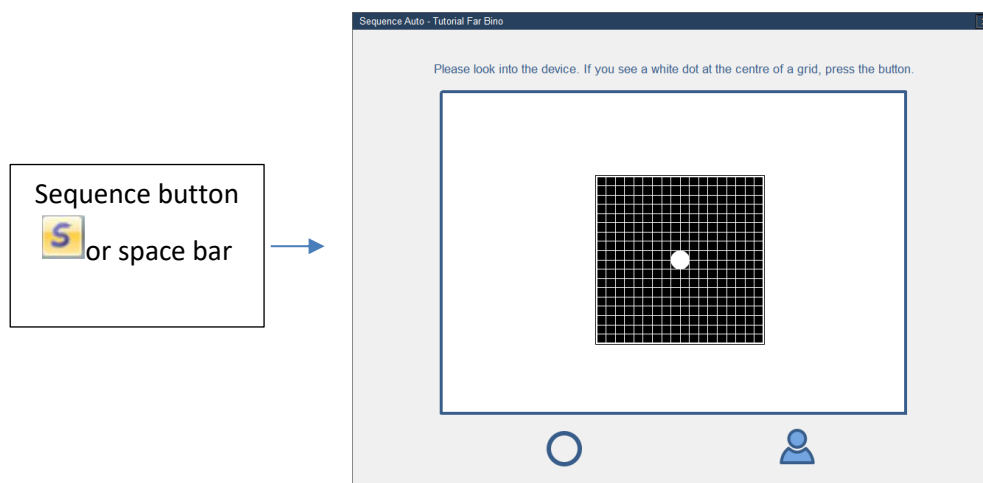 Sequence button
S or space bar
Sequence Auto - Tutorial Far Bino
Please look into the device. If you see a white dot at the centre of a grid, press the button.